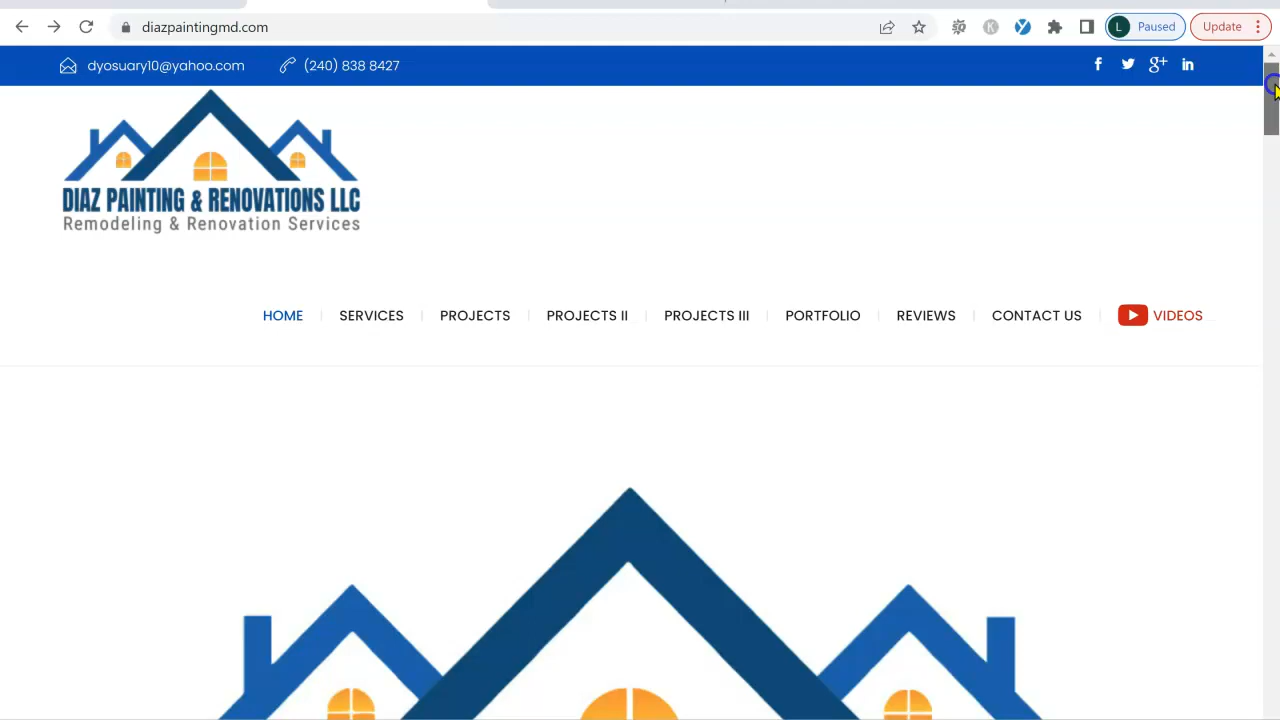 diazpaintingmd.com
L Paused
Update
dyosuary10@yahoo.com (240) 838 8427
DIAZ PAINTING & RENOVATIONS LLC
Remodeling & Renovation Services
HOME SERVICES PROJECTS PROJECTS II PROJECTS III PORTFOLIO REVIEWS CONTACT US VIDEOS